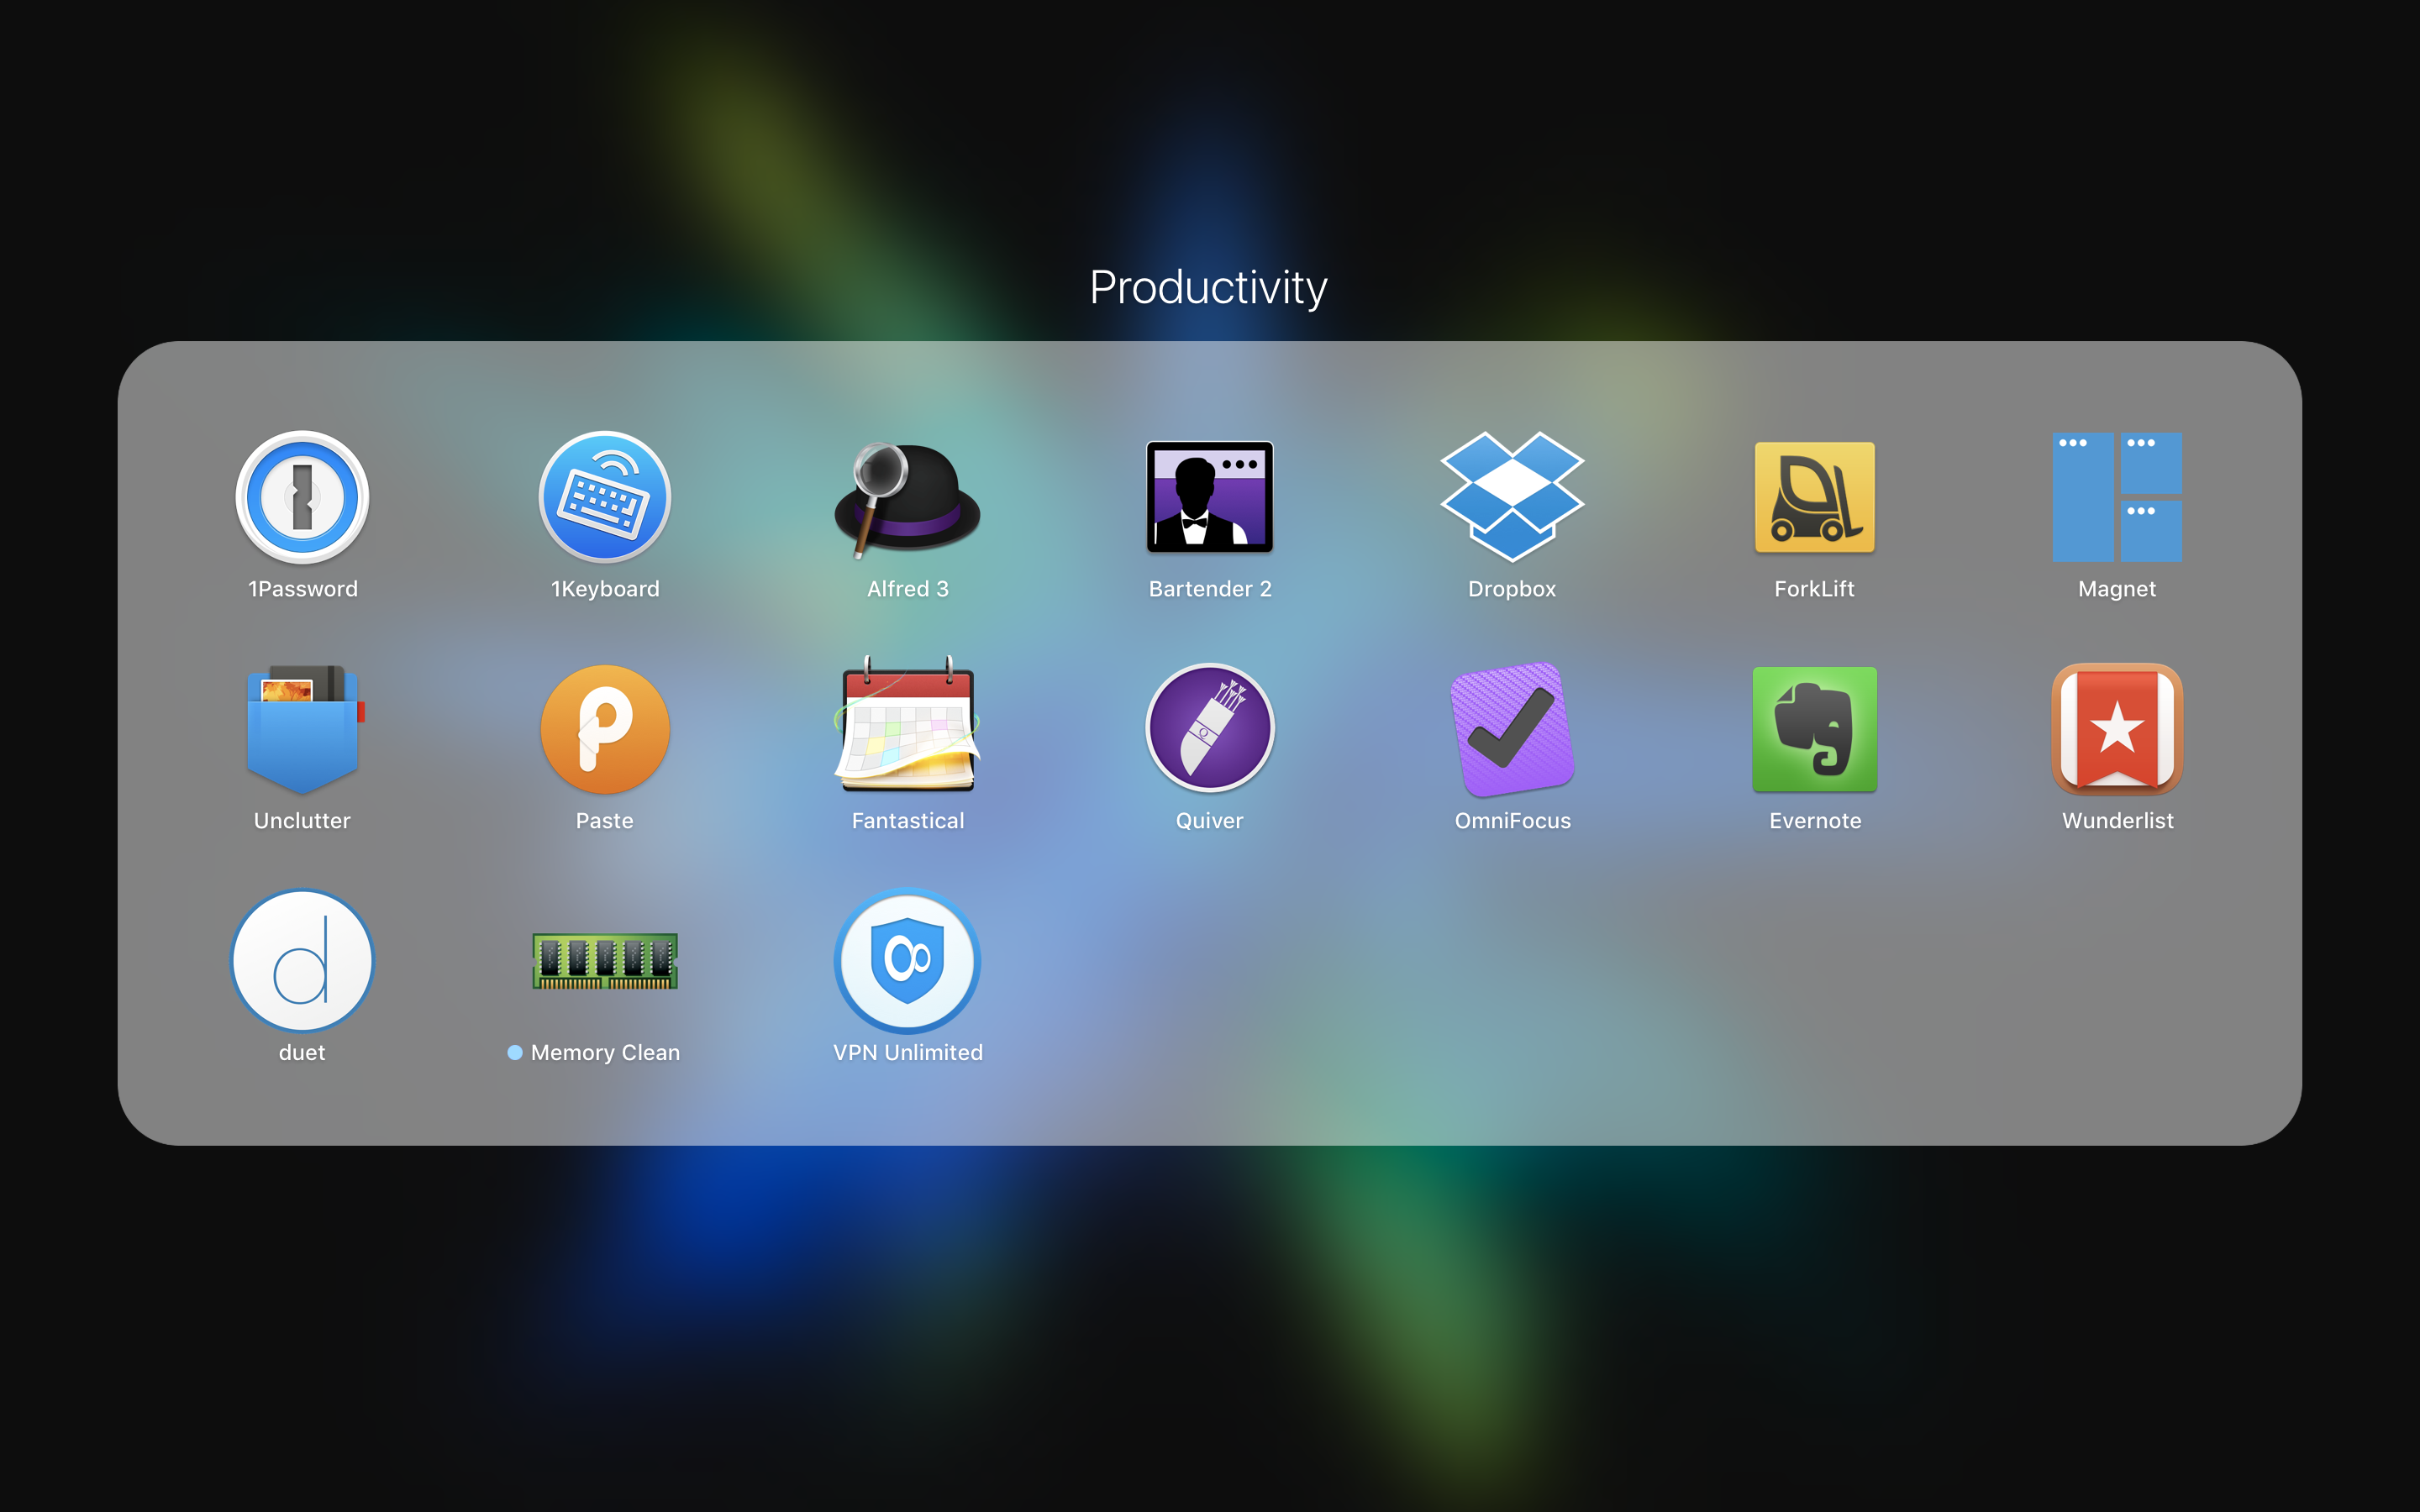 Productivity
1Password
1Keyboard
Alfred 3
Bartender 2
Dropbox
ForkLift
Magnet
Unclutter
Paste
Fantastical
Quiver
OmniFocus
Evernote
Wunderlist
duet
Memory Clean
VPN Unlimited